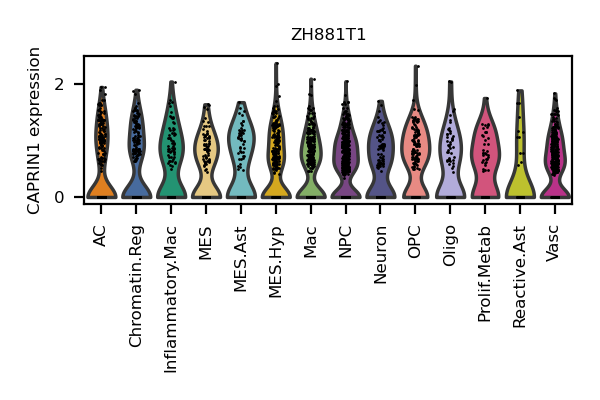 ZH881T1
CAPRIN1 expression
2
0
AC
Chromatin.Reg
Inflammatory.Mac
MES
MES.Ast
MES.Hyp
Mac
NPC
Neuron
OPC
Oligo
Prolif.Metab
Reactive.Ast
Vasc